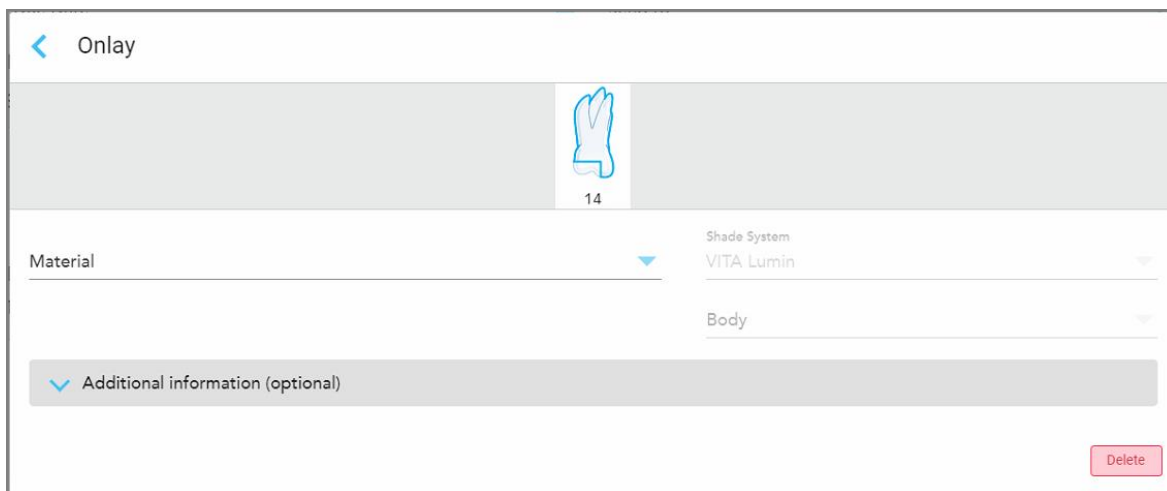 Onlay
14
Material
Shade System
VITA Lumin
Body
Additional information (optional)
Delete